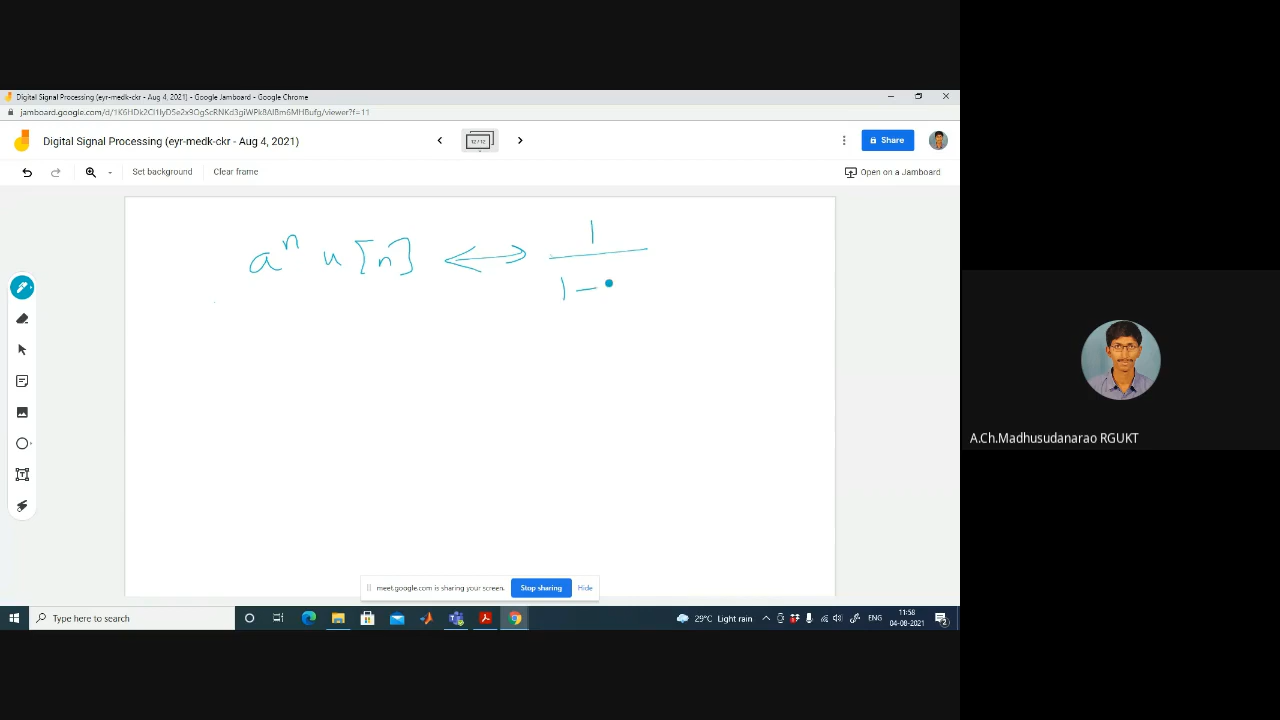 Digital Signal Processing (eyr-medk-ckr - Aug 4, 2021) - Google Jamboard - Google Chrome
Digital Signal Processing (eyr-medk-ckr - Aug 4, 2021)
12/12
Share
Set background
Clear frame
Open on a Jamboard
a^n u[n] ↔ 1
1 -
A.Ch.Madhusudanarao RGUKT
meet.google.com is sharing your screen.
Stop sharing
Hide
Type here to search
29°C Light rain
ENG
11:58
04-08-2021
2